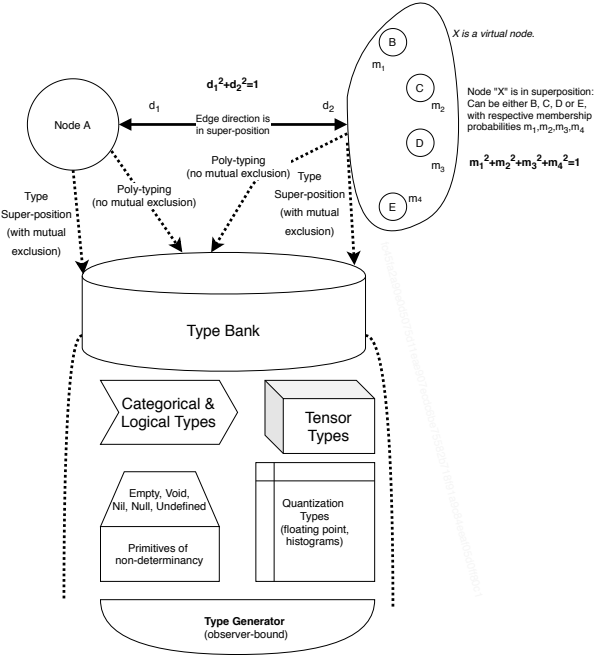 B
X is a virtual node.
m1
d1²+d2²=1
C
Node "X" is in superposition:
Can be either B, C, D or E,
with respective membership
probabilities m1,m2,m3,m4
m2
d1
d2
Node A
Edge direction is
in super-position
D
m3
m1²+m2²+m3²+m4²=1
Poly-typing
(no mutual exclusion)
Poly-typing
(no mutual exclusion)
Type
Super-position
(with mutual
exclusion)
Type
Super-position
(with mutual
exclusion)
E
m4
Type Bank
Categorical &
Logical Types
Tensor
Types
Empty, Void,
Nil, Null, Undefined
Primitives of
non-determinancy
Quantization
Types
(floating point,
histograms)
Type Generator
(observer-bound)